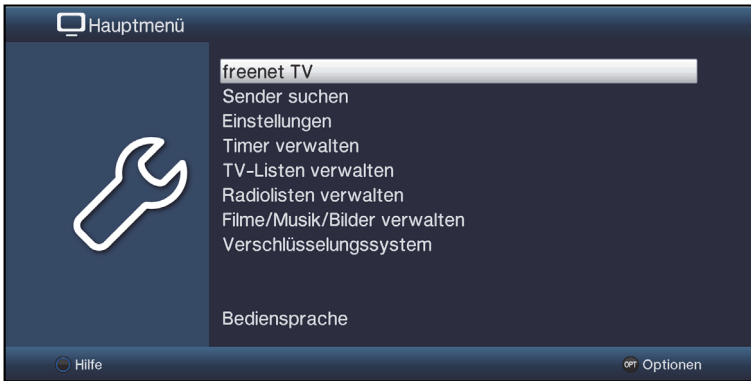 Hauptmenü
freenet TV
Sender suchen
Einstellungen
Timer verwalten
TV-Listen verwalten
Radiolisten verwalten
Filme/Musik/Bilder verwalten
Verschlüsselungssystem
Bediensprache
Hilfe
OPT Optionen